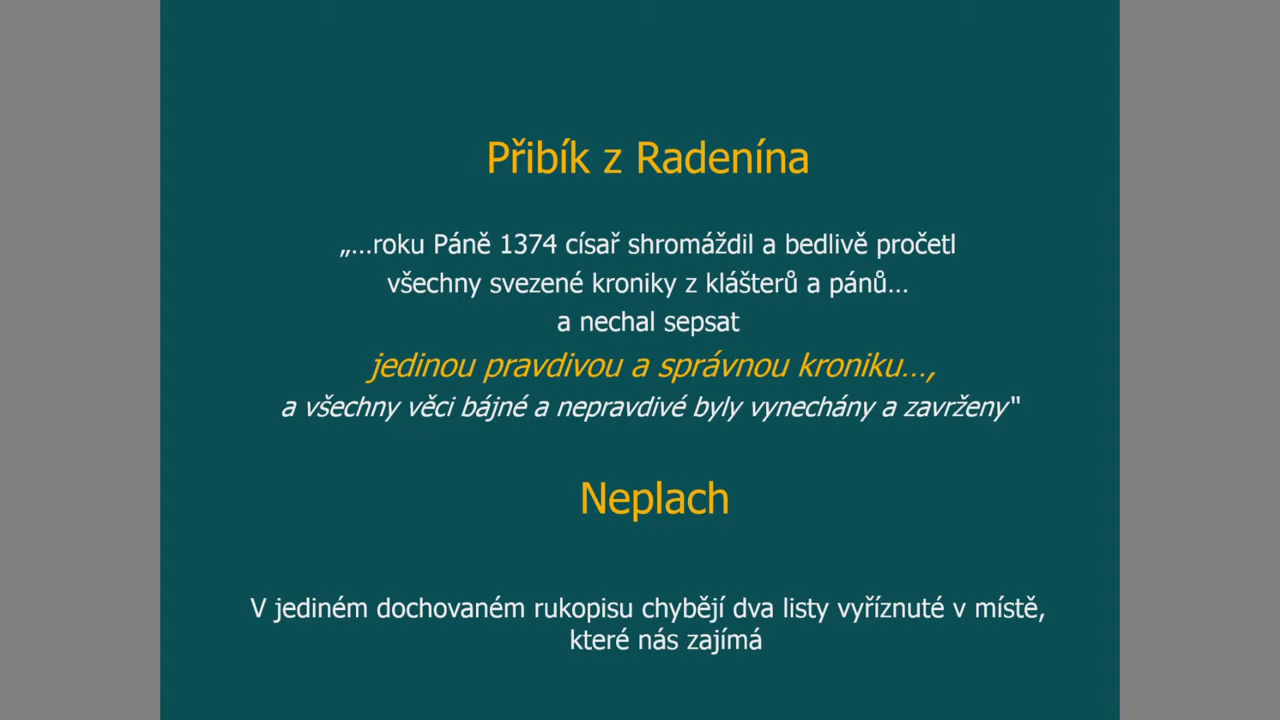 Přibík z Radenína
„...roku Páně 1374 císař shromáždil a bedlivě pročetl
všechny svezené kroniky z klášterů a pánů...
a nechal sepsat
jedinou pravdivou a správnou kroniku...,
a všechny věci bájné a nepravdivé byly vynechány a zavrženy"
Neplach
V jediném dochovaném rukopisu chybějí dva listy vyříznuté v místě,
které nás zajímá